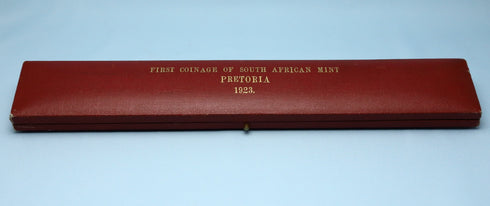 FIRST COINAGE OF SOUTH AFRICAN MINT
PRETORIA
1923.